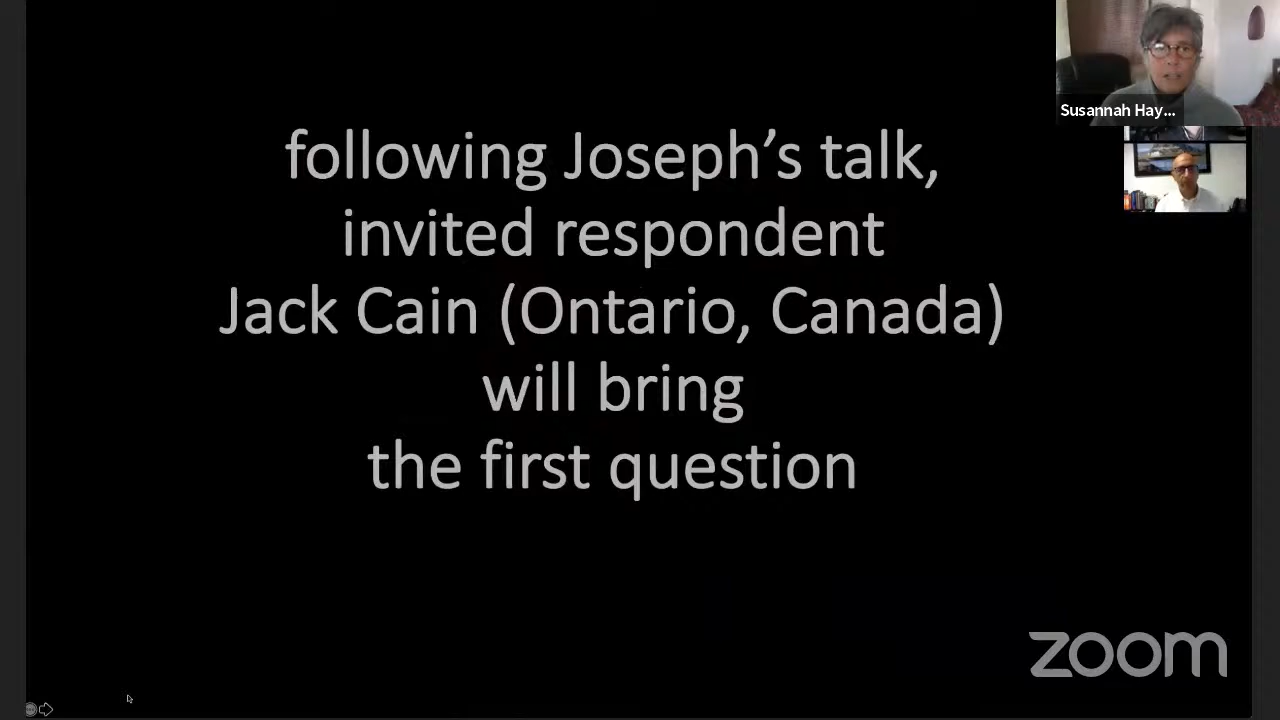 following Joseph’s talk,
invited respondent
Jack Cain (Ontario, Canada)
will bring
the first question
Susannah Hay...
zoom